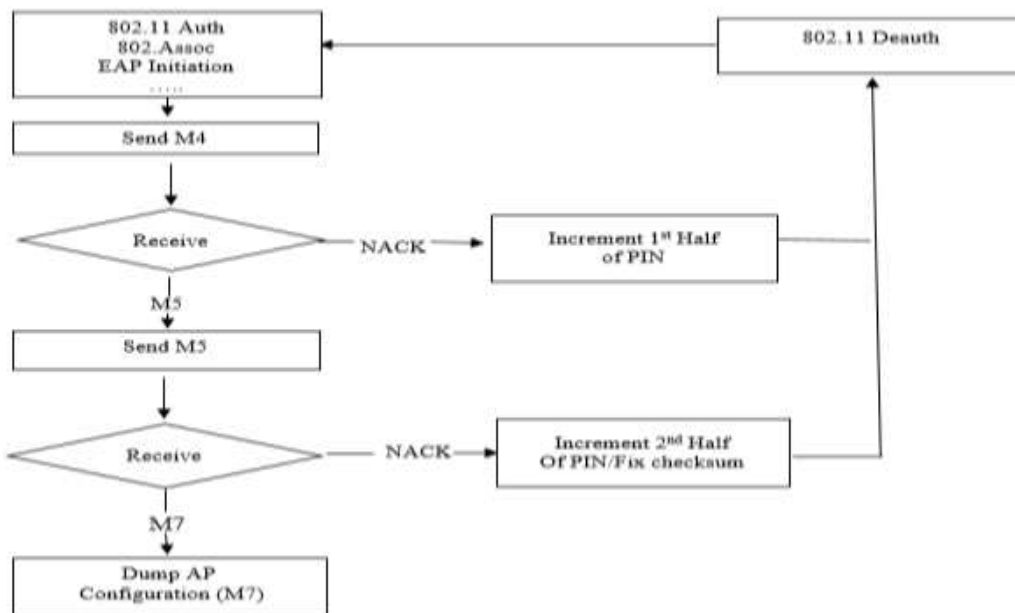 802.11 Auth
802.Assoc
EAP Initiation
.....
802.11 Deauth
Send M4
Receive
NACK
Increment 1st Half
of PIN
M5
Send M5
Receive
NACK
Increment 2nd Half
Of PIN/Fix checksum
M7
Dump AP
Configuration (M7)